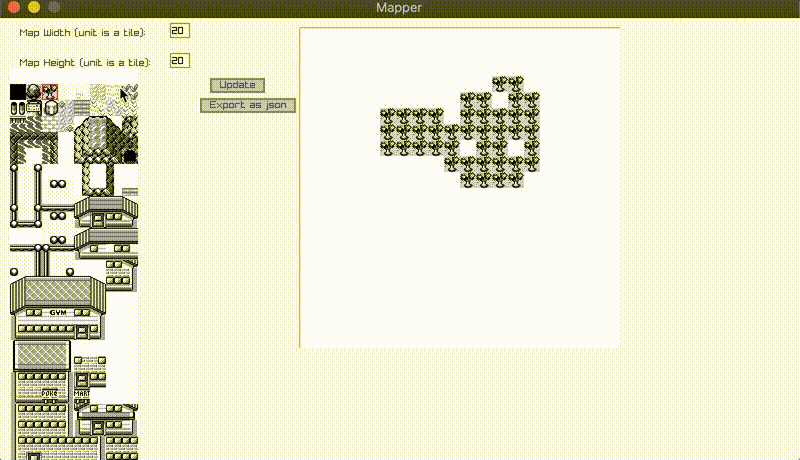 Mapper
Map Width (unit is a tile):
20
Map Height (unit is a tile):
20
Update
Export as json
GYM
POKE
MART